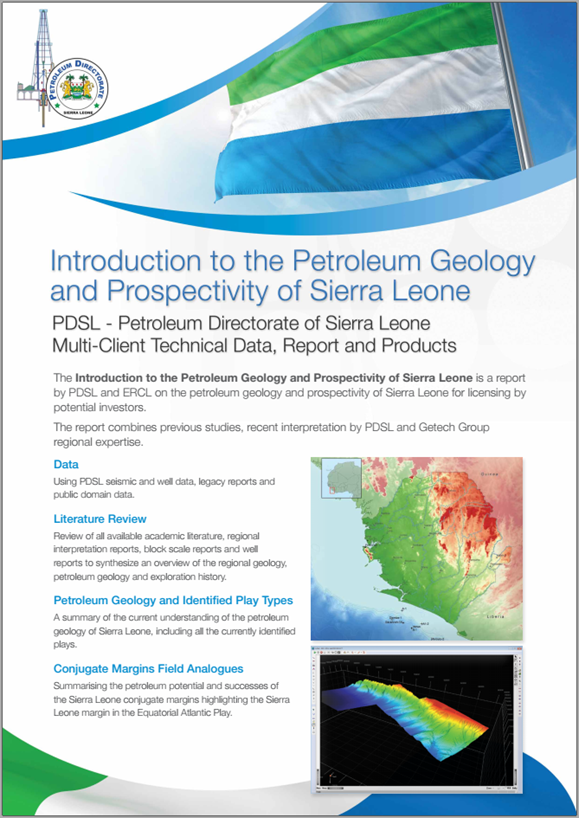 PETROLEUM DIRECTORATE
SIERRA LEONE
Introduction to the Petroleum Geology
and Prospectivity of Sierra Leone
PDSL - Petroleum Directorate of Sierra Leone
Multi-Client Technical Data, Report and Products
The Introduction to the Petroleum Geology and Prospectivity of Sierra Leone is a report
by PDSL and ERCL on the petroleum geology and prospectivity of Sierra Leone for licensing by
potential investors.
The report combines previous studies, recent interpretation by PDSL and Getech Group
regional expertise.
Data
Using PDSL seismic and well data, legacy reports and
public domain data.
Literature Review
Review of all available academic literature, regional
interpretation reports, block scale reports and well
reports to synthesize an overview of the regional geology,
petroleum geology and exploration history.
Petroleum Geology and Identified Play Types
A summary of the current understanding of the petroleum
geology of Sierra Leone, including all the currently identified
plays.
Conjugate Margins Field Analogues
Summarising the petroleum potential and successes of
the Sierra Leone conjugate margins highlighting the Sierra
Leone margin in the Equatorial Atlantic Play.
Guinea
Liberia